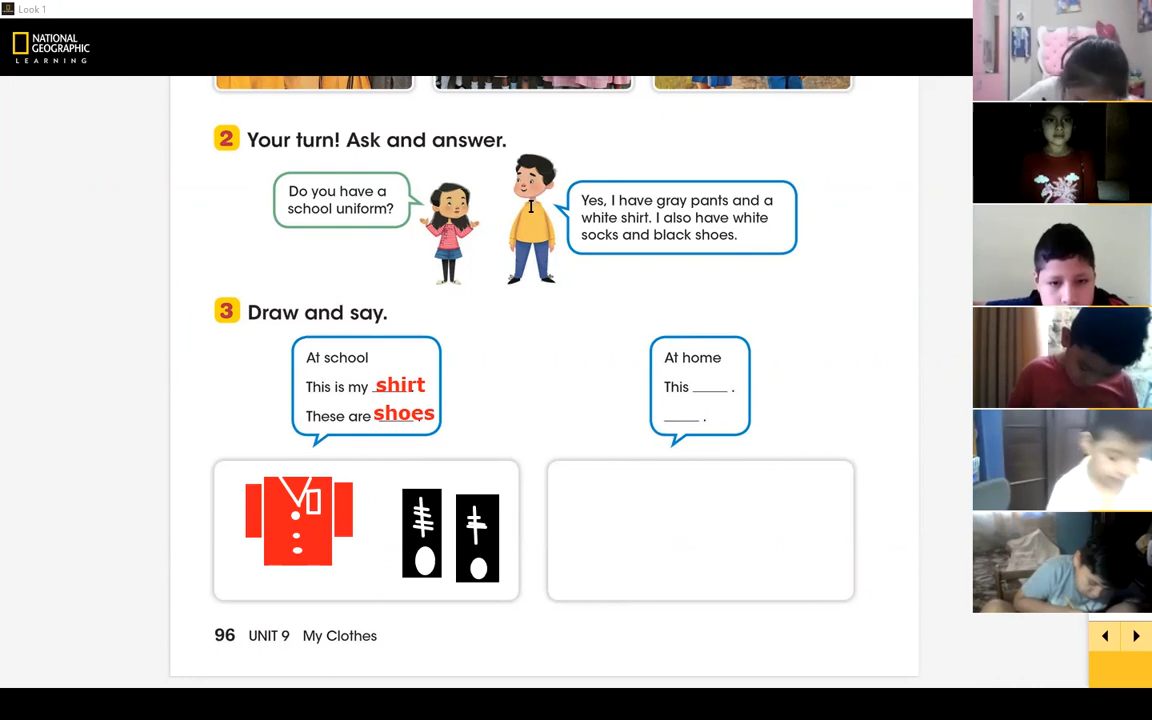 Look 1
NATIONAL
GEOGRAPHIC
LEARNING
2 Your turn! Ask and answer.
Do you have a
school uniform?
Yes, I have gray pants and a
white shirt. I also have white
socks and black shoes.
3 Draw and say.
At school
This is my shirt
These are shoes.
At home
This _____ .
_____ .
96 UNIT 9 My Clothes